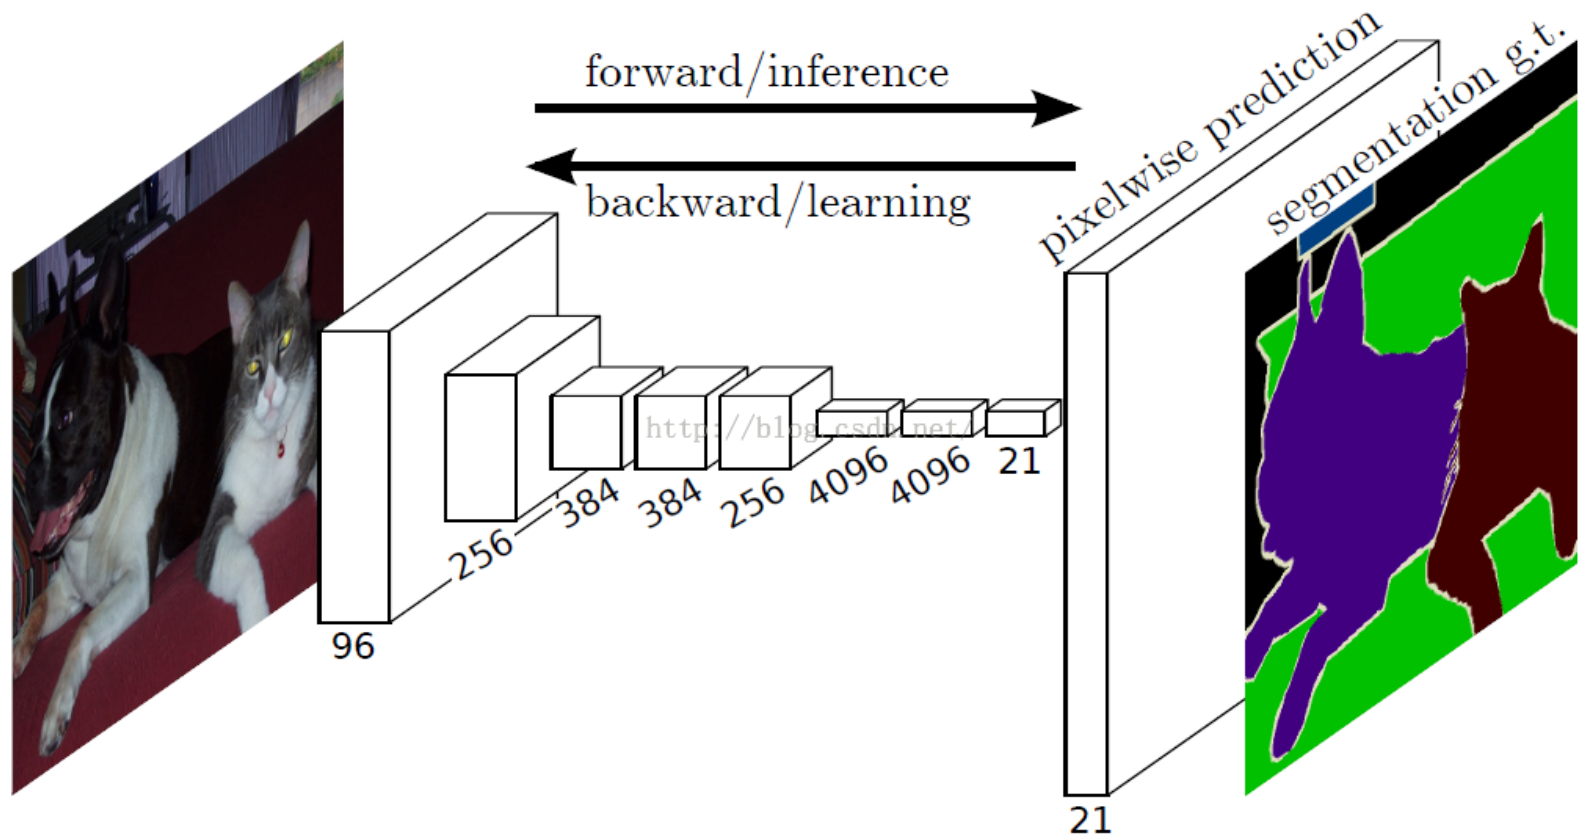 forward/inference
backward/learning
pixelwise prediction
segmentation g.t.
96
256
384
384
256
4096
4096
21
21
http://blog.csdn.net/